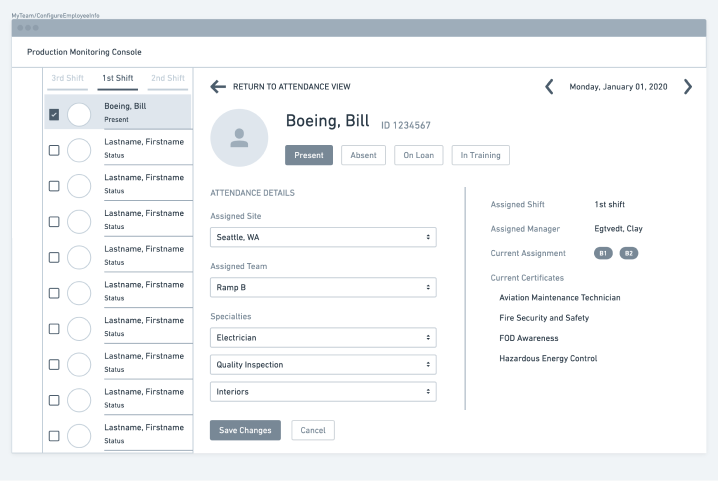 MyTeam/ConfigureEmployeeInfo
Production Monitoring Console
3rd Shift 1st Shift 2nd Shift
Boeing, Bill
Present
Lastname, Firstname
Status
Lastname, Firstname
Status
Lastname, Firstname
Status
Lastname, Firstname
Status
Lastname, Firstname
Status
Lastname, Firstname
Status
Lastname, Firstname
Status
Lastname, Firstname
Status
Lastname, Firstname
Status
RETURN TO ATTENDANCE VIEW
Monday, January 01, 2020
Boeing, Bill ID 1234567
Present Absent On Loan In Training
ATTENDANCE DETAILS
Assigned Site
Seattle, WA
Assigned Team
Ramp B
Specialties
Electrician
Quality Inspection
Interiors
Save Changes Cancel
Assigned Shift 1st shift
Assigned Manager Egtvedt, Clay
Current Assignment B1 B2
Current Certificates
Aviation Maintenance Technician
Fire Security and Safety
FOD Awareness
Hazardous Energy Control